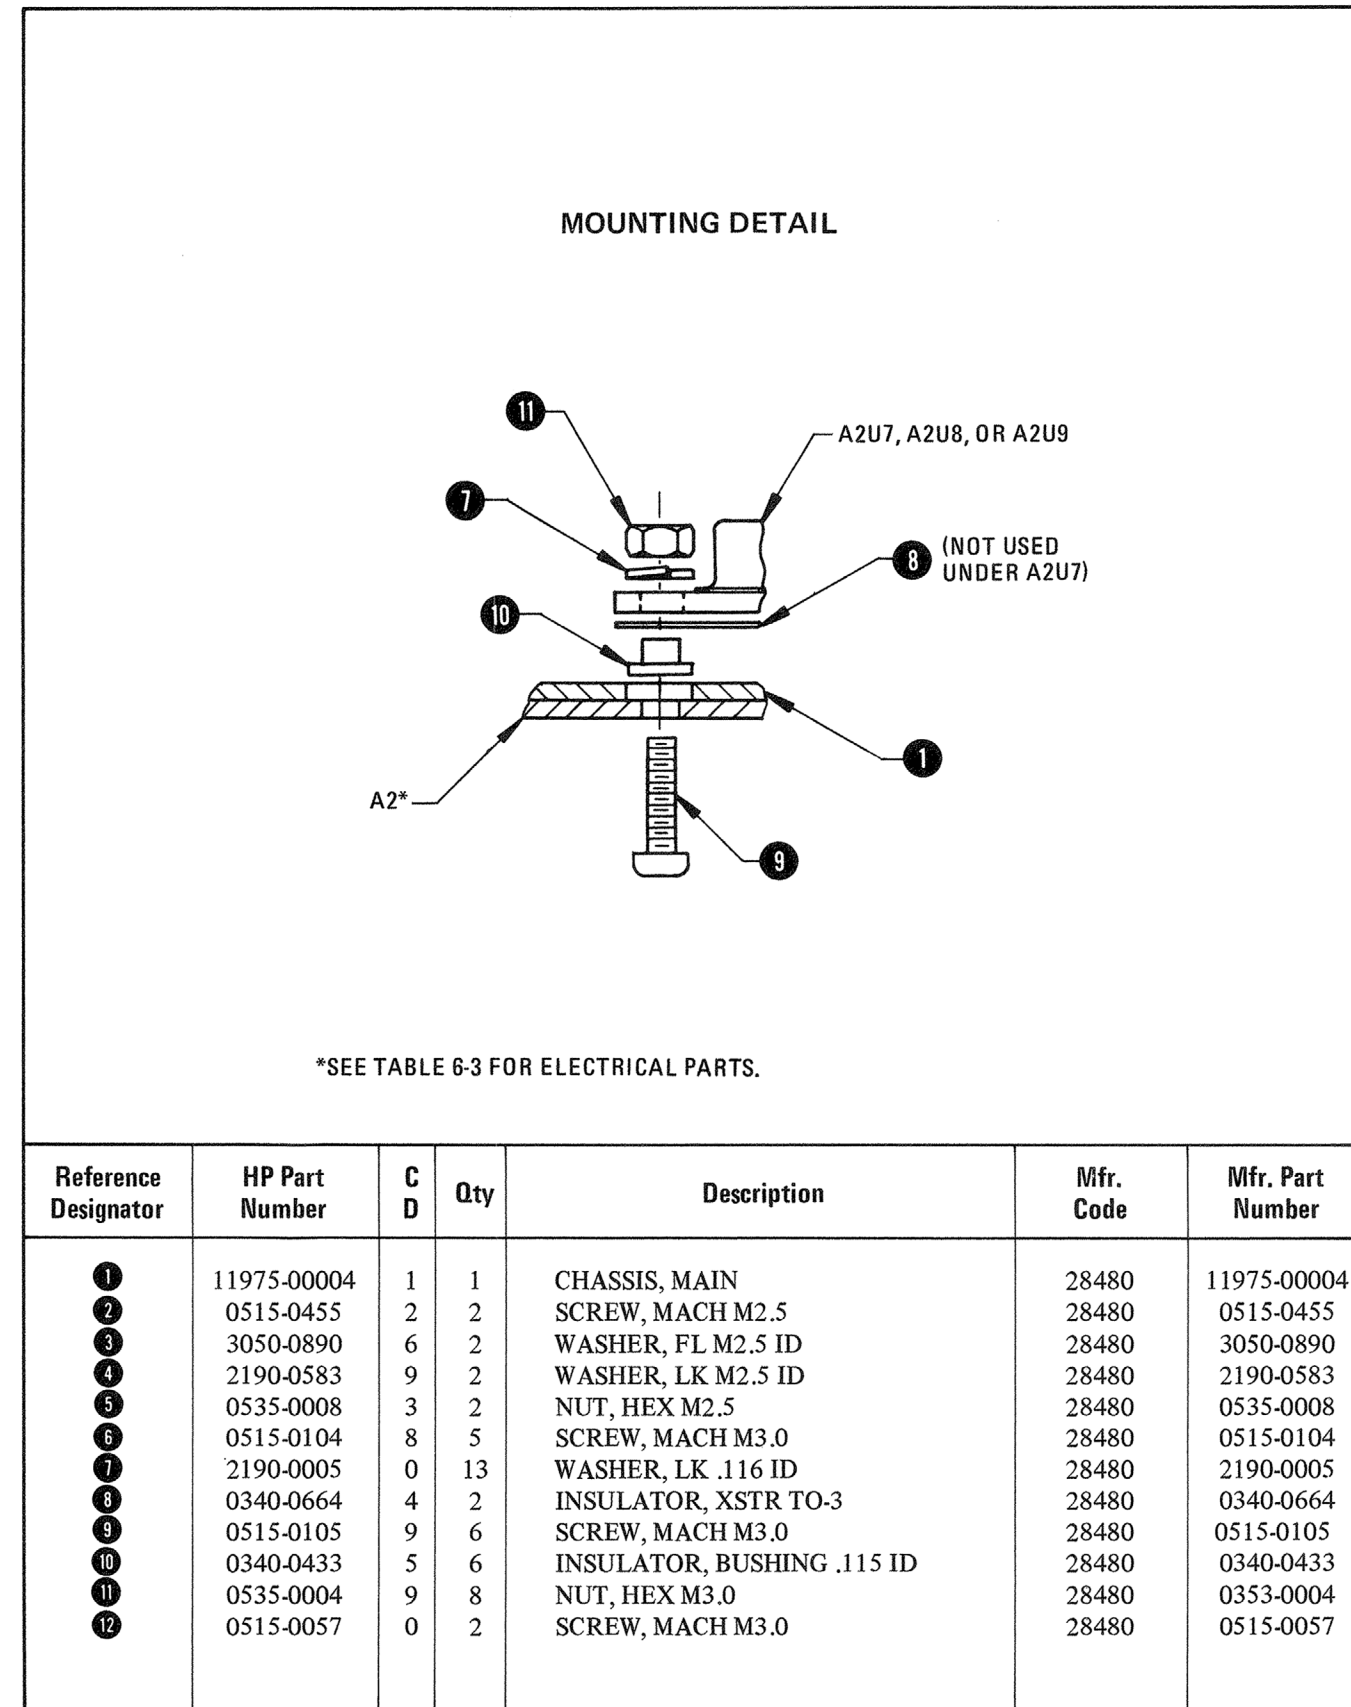 MOUNTING DETAIL
11
A2U7, A2U8, OR A2U9
7
8 (NOT USED
UNDER A2U7)
10
1
A2*
9
*SEE TABLE 6-3 FOR ELECTRICAL PARTS.
Reference Designator | HP Part Number | C D | Qty | Description | Mfr. Code | Mfr. Part Number
1 | 11975-00004 | 1 | 1 | CHASSIS, MAIN | 28480 | 11975-00004
2 | 0515-0455 | 2 | 2 | SCREW, MACH M2.5 | 28480 | 0515-0455
3 | 3050-0890 | 6 | 2 | WASHER, FL M2.5 ID | 28480 | 3050-0890
4 | 2190-0583 | 9 | 2 | WASHER, LK M2.5 ID | 28480 | 2190-0583
5 | 0535-0008 | 3 | 2 | NUT, HEX M2.5 | 28480 | 0535-0008
6 | 0515-0104 | 8 | 5 | SCREW, MACH M3.0 | 28480 | 0515-0104
7 | 2190-0005 | 0 | 13 | WASHER, LK .116 ID | 28480 | 2190-0005
8 | 0340-0664 | 4 | 2 | INSULATOR, XSTR TO-3 | 28480 | 0340-0664
9 | 0515-0105 | 9 | 6 | SCREW, MACH M3.0 | 28480 | 0515-0105
10 | 0340-0433 | 5 | 6 | INSULATOR, BUSHING .115 ID | 28480 | 0340-0433
11 | 0535-0004 | 9 | 8 | NUT, HEX M3.0 | 28480 | 0353-0004
12 | 0515-0057 | 0 | 2 | SCREW, MACH M3.0 | 28480 | 0515-0057